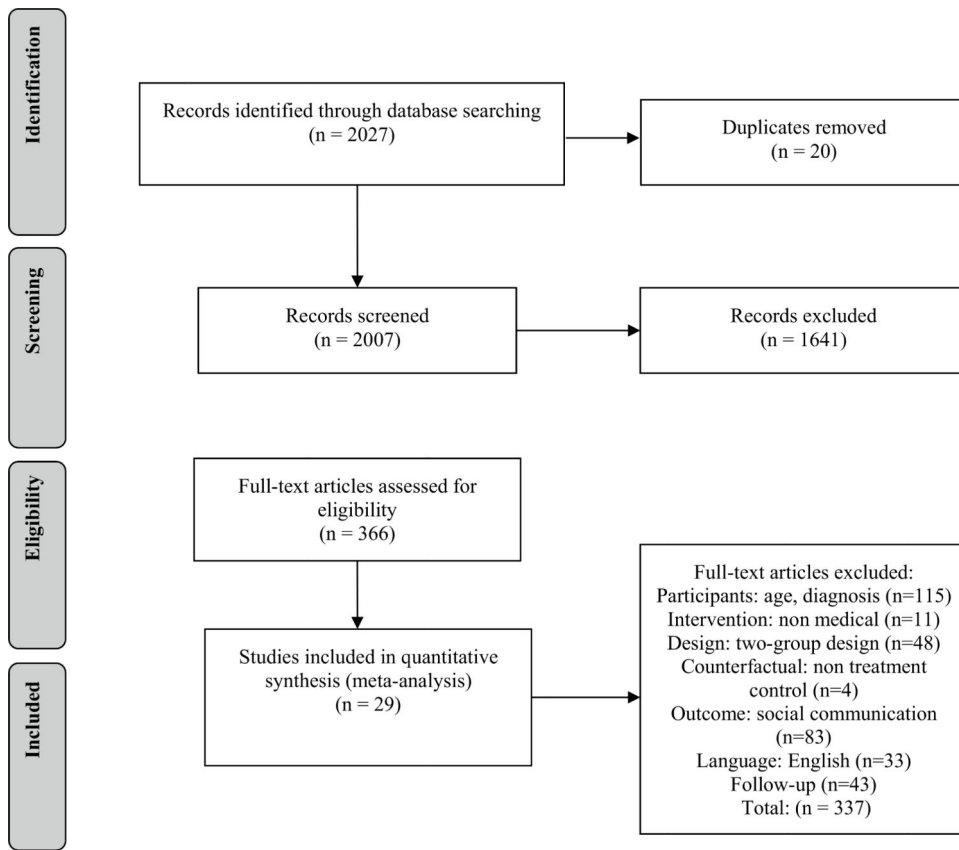 Identification
Records identified through database searching
(n = 2027)
Duplicates removed
(n = 20)
Screening
Records screened
(n = 2007)
Records excluded
(n = 1641)
Eligibility
Full-text articles assessed for
eligibility
(n = 366)
Full-text articles excluded:
Participants: age, diagnosis (n=115)
Intervention: non medical (n=11)
Design: two-group design (n=48)
Counterfactual: non treatment
control (n=4)
Outcome: social communication
(n=83)
Language: English (n=33)
Follow-up (n=43)
Total: (n = 337)
Included
Studies included in quantitative
synthesis (meta-analysis)
(n = 29)